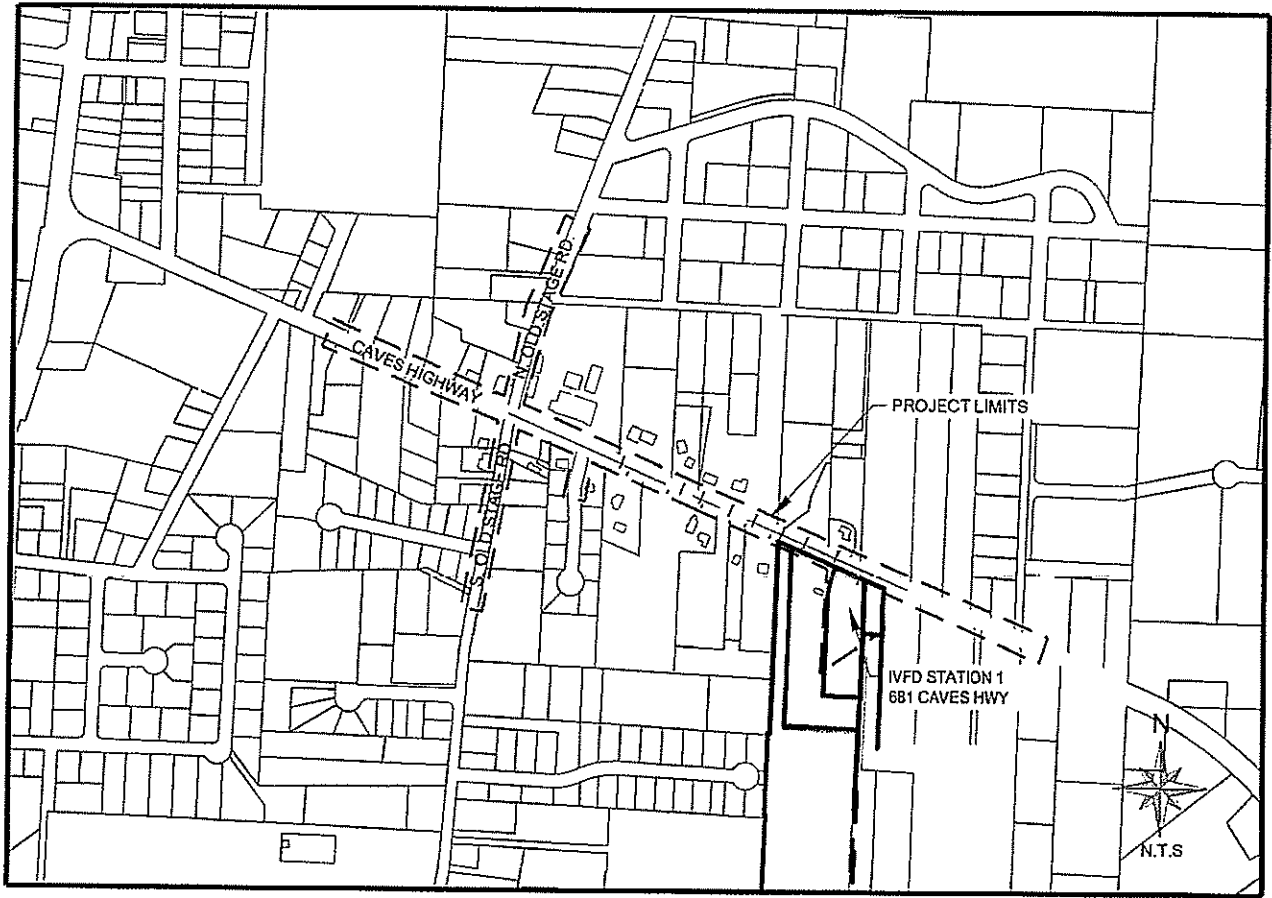 N. OLD STAGE RD.
CAVES HIGHWAY
PROJECT LIMITS
S. OLD STAGE RD
IVFD STATION 1
681 CAVES HWY
N
N.T.S